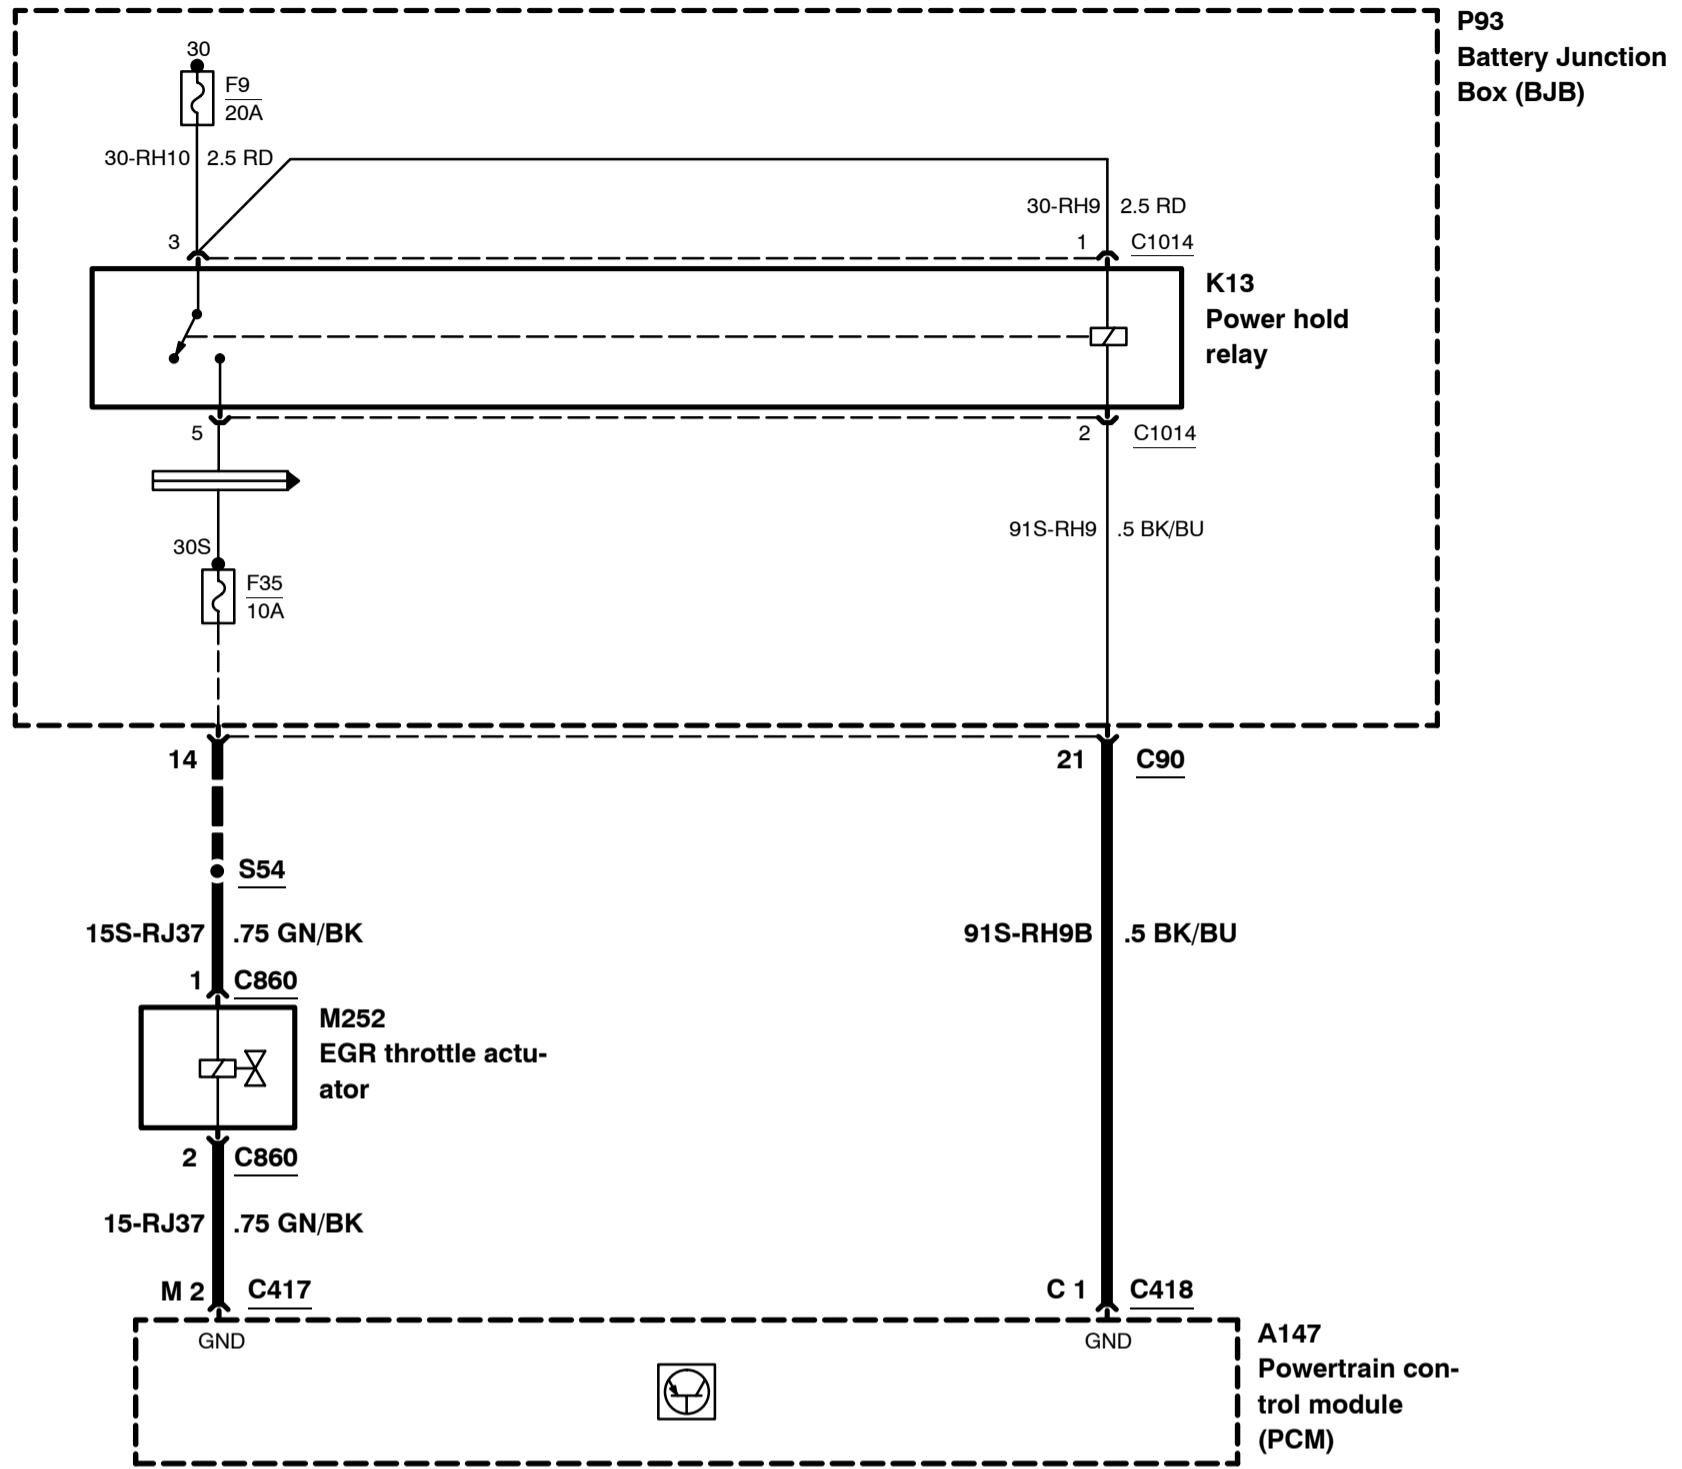 P93
Battery Junction
Box (BJB)
30
F9
20A
30-RH10 2.5 RD
30-RH9 2.5 RD
3 1 C1014
K13
Power hold
relay
5 2 C1014
91S-RH9 .5 BK/BU
30S
F35
10A
14 21 C90
S54
15S-RJ37 .75 GN/BK 91S-RH9B .5 BK/BU
1 C860
M252
EGR throttle actu-
ator
2 C860
15-RJ37 .75 GN/BK
M 2 C417 C 1 C418
GND GND
A147
Powertrain con-
trol module
(PCM)